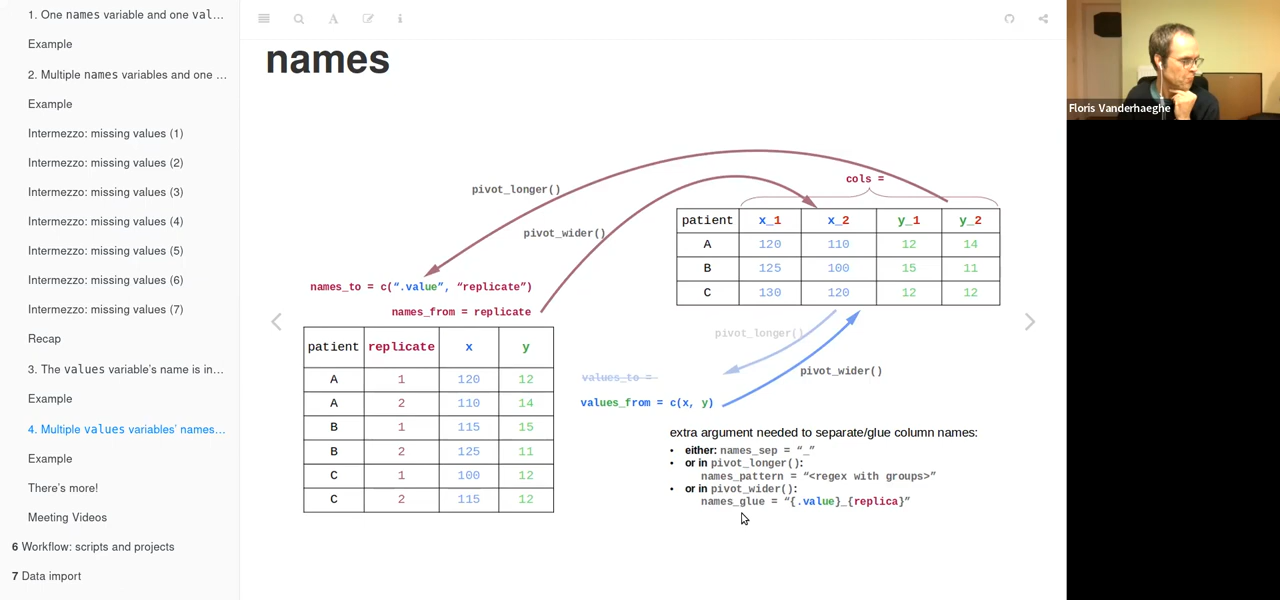 1. One names variable and one val…
Example
2. Multiple names variables and one …
Example
Intermezzo: missing values (1)
Intermezzo: missing values (2)
Intermezzo: missing values (3)
Intermezzo: missing values (4)
Intermezzo: missing values (5)
Intermezzo: missing values (6)
Intermezzo: missing values (7)
Recap
3. The values variable's name is in…
Example
4. Multiple values variables' names…
Example
There's more!
Meeting Videos
6 Workflow: scripts and projects
7 Data import
A
i
names
pivot_longer()
pivot_wider()
cols =
patient x_1 x_2 y_1 y_2
A 120 110 12 14
B 125 100 15 11
C 130 120 12 12
names_to = c(“.value”, “replicate”)
names_from = replicate
patient replicate x y
A 1 120 12
A 2 110 14
B 1 115 15
B 2 125 11
C 1 100 12
C 2 115 12
pivot_longer()
values_to =
pivot_wider()
values_from = c(x, y)
extra argument needed to separate/glue column names:
• either: names_sep = “_”
• or in pivot_longer():
names_pattern = “<regex with groups>”
• or in pivot_wider():
names_glue = “{.value}_{replica}”
Floris Vanderhaeghe